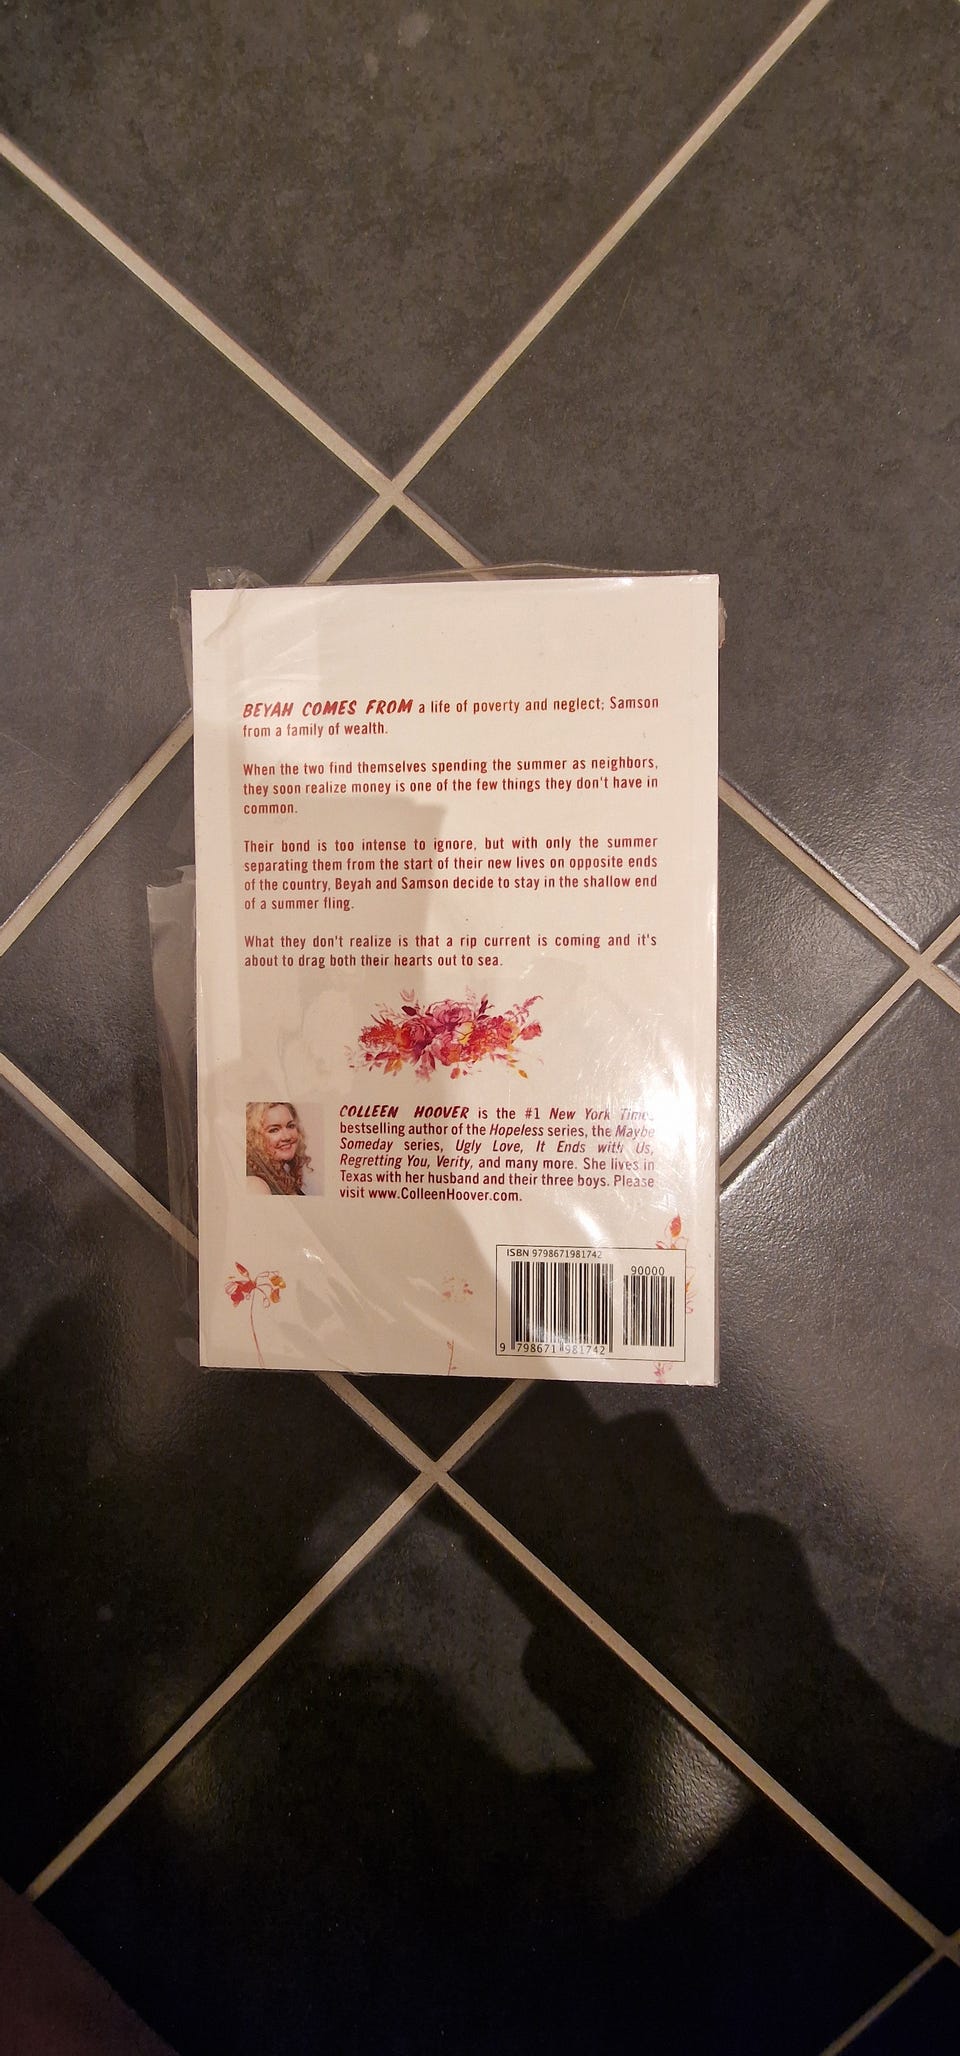 BEYAH COMES FROM a life of poverty and neglect; Samson
from a family of wealth.
When the two find themselves spending the summer as neighbors,
they soon realize money is one of the few things they don't have in
common.
Their bond is too intense to ignore, but with only the summer
separating them from the start of their new lives on opposite ends
of the country, Beyah and Samson decide to stay in the shallow end
of a summer fling.
What they don't realize is that a rip current is coming and it's
about to drag both their hearts out to sea.
COLLEEN HOOVER is the #1 New York Times
bestselling author of the Hopeless series, the Maybe
Someday series, Ugly Love, It Ends with Us,
Regretting You, Verity, and many more. She lives in
Texas with her husband and their three boys. Please
visit www.ColleenHoover.com.
ISBN 9798671981742
90000
9 798671 981742